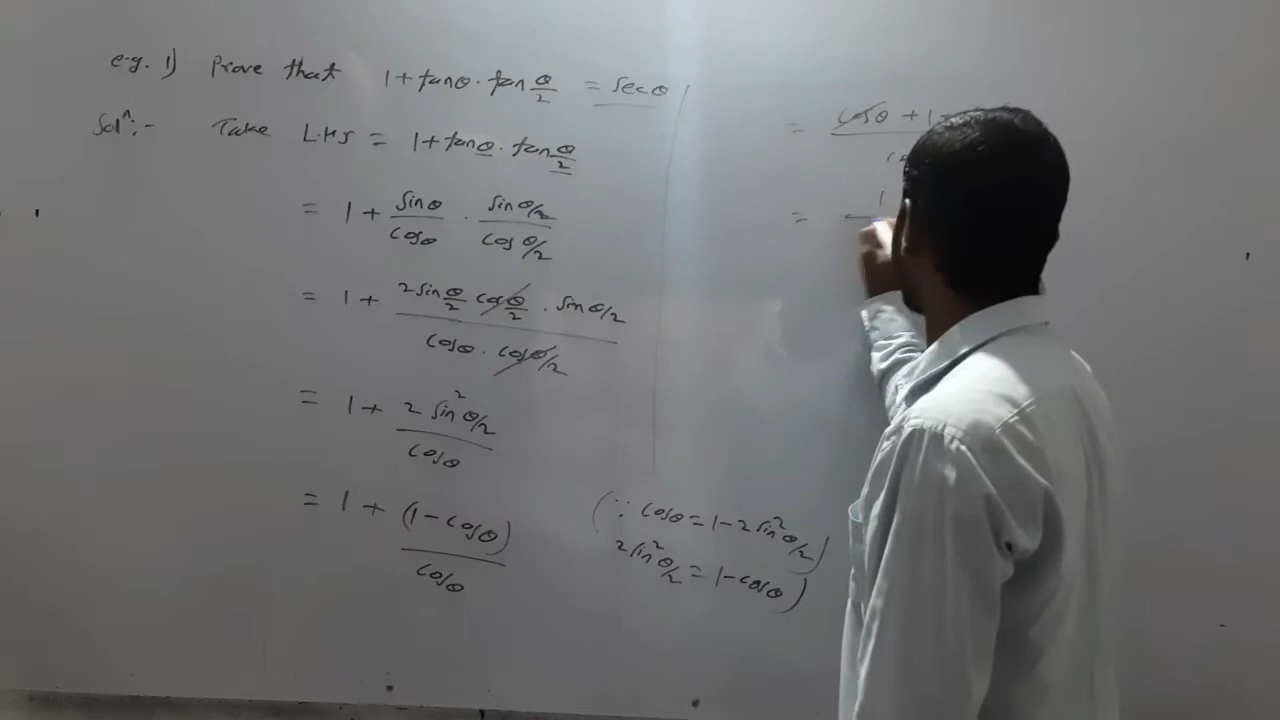 e.g. 1) Prove that 1 + tanθ · tan θ/2 = secθ
Solⁿ:- Take L.H.S = 1 + tanθ · tan θ/2
= 1 + sinθ/cosθ · sin θ/2 / cos θ/2
= 1 + 2 sin θ/2 cos θ/2 · sin θ/2 / cosθ · cos θ/2
= 1 + 2 sin² θ/2 / cosθ
= 1 + (1 - cosθ) / cosθ
(∵ cosθ = 1 - 2 sin² θ/2
2 sin² θ/2 = 1 - cosθ)
= cosθ + 1 -
= 1